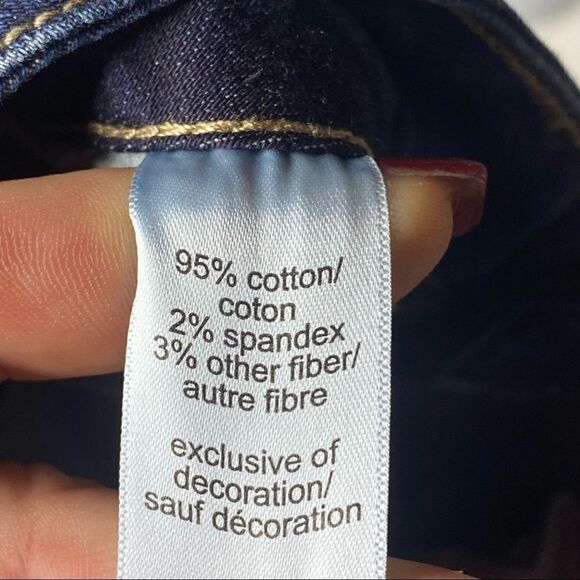 95% cotton/
coton
2% spandex
3% other fiber/
autre fibre
exclusive of
decoration/
sauf décoration